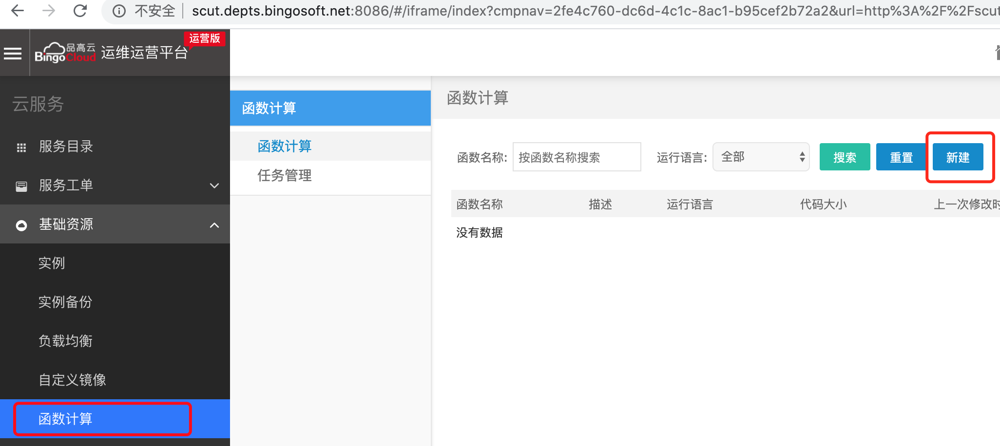 不安全 scut.depts.bingosoft.net:8086/#/iframe/index?cmpnav=2fe4c760-dc6d-4c1c-8ac1-b95cef2b72a2&url=http%3A%2F%2Fscut
品高云
BingoCloud
运维运营平台
运营版
云服务
服务目录
服务工单
基础资源
实例
实例备份
负载均衡
自定义镜像
函数计算
函数计算
函数计算
任务管理
函数计算
函数名称: 按函数名称搜索 运行语言: 全部 搜索 重置 新建
函数名称 描述 运行语言 代码大小 上一次修改时
没有数据